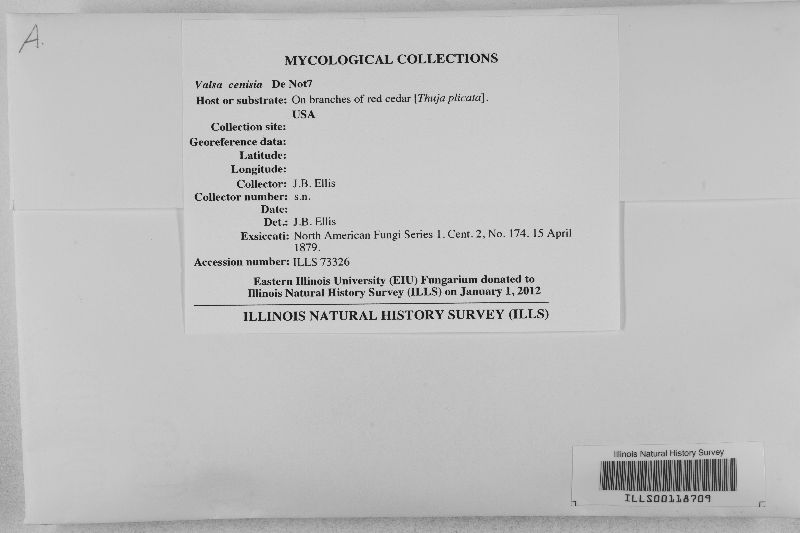 A.
MYCOLOGICAL COLLECTIONS
Valsa cenisia De Not7
Host or substrate: On branches of red cedar [Thuja plicata].
USA
Collection site:
Georeference data:
Latitude:
Longitude:
Collector: J.B. Ellis
Collector number: s.n.
Date:
Det.: J.B. Ellis
Exsiccati: North American Fungi Series 1. Cent. 2, No. 174. 15 April
1879.
Accession number: ILLS 73326
Eastern Illinois University (EIU) Fungarium donated to
Illinois Natural History Survey (ILLS) on January 1, 2012
ILLINOIS NATURAL HISTORY SURVEY (ILLS)
Illinois Natural History Survey
ILLS00118709